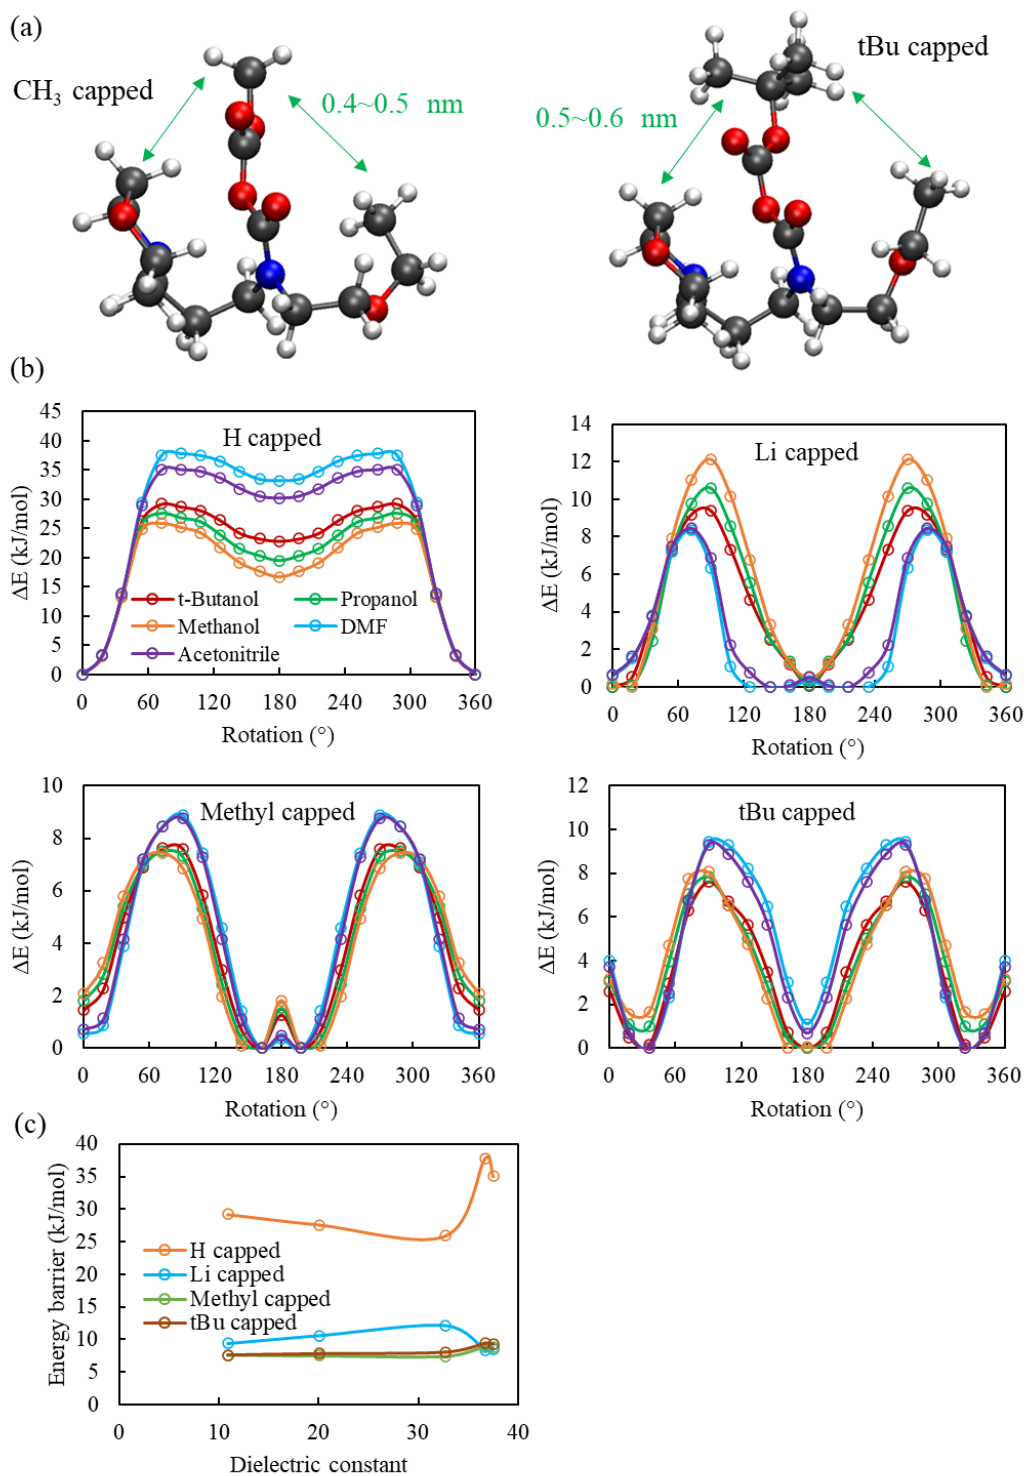 (a)
CH₃ capped
0.4~0.5 nm
tBu capped
0.5~0.6 nm
(b)
H capped
ΔE (kJ/mol)
45
40
35
30
25
20
15
10
5
0
t-Butanol
Propanol
Methanol
DMF
Acetonitrile
0 60 120 180 240 300 360
Rotation (°)
Li capped
ΔE (kJ/mol)
14
12
10
8
6
4
2
0
0 60 120 180 240 300 360
Rotation (°)
Methyl capped
ΔE (kJ/mol)
10
8
6
4
2
0
0 60 120 180 240 300 360
Rotation (°)
tBu capped
ΔE (kJ/mol)
12
10
8
6
4
2
0
0 60 120 180 240 300 360
Rotation (°)
(c)
Energy barrier (kJ/mol)
40
35
30
25
20
15
10
5
0
H capped
Li capped
Methyl capped
tBu capped
0 10 20 30 40
Dielectric constant